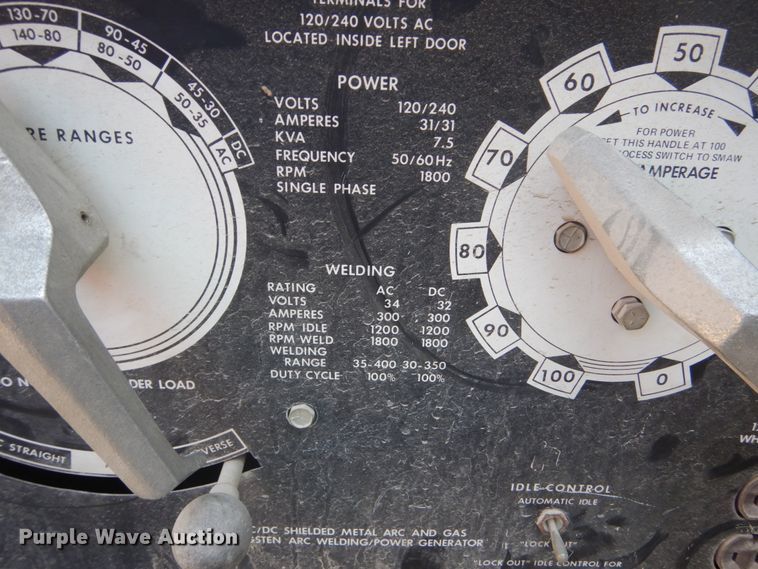 TERMINALS FOR
120/240 VOLTS AC
LOCATED INSIDE LEFT DOOR
130-70
90-45
45-30
DC
140-80
80-50
50-35
AC
RANGES
POWER
VOLTS 120/240
AMPERES 31/31
KVA 7.5
FREQUENCY 50/60Hz
RPM 1800
SINGLE PHASE
50
60
70
80
90
100
0
TO INCREASE
FOR POWER
THIS HANDLE AT 100
SWITCH TO SMAW
AMPERAGE
WELDING
RATING AC DC
VOLTS 34 32
AMPERES 300 300
RPM IDLE 1200 1200
RPM WELD 1800 1800
WELDING
RANGE 35-400 30-350
DUTY CYCLE 100% 100%
LOAD
STRAIGHT
IDLE CONTROL
AUTOMATIC IDLE
"LOCK OUT"
"LOCK OUT" IDLE CONTROL FOR
/DC SHIELDED METAL ARC AND GAS
ARC WELDING/POWER GENERATOR
Purple Wave Auction